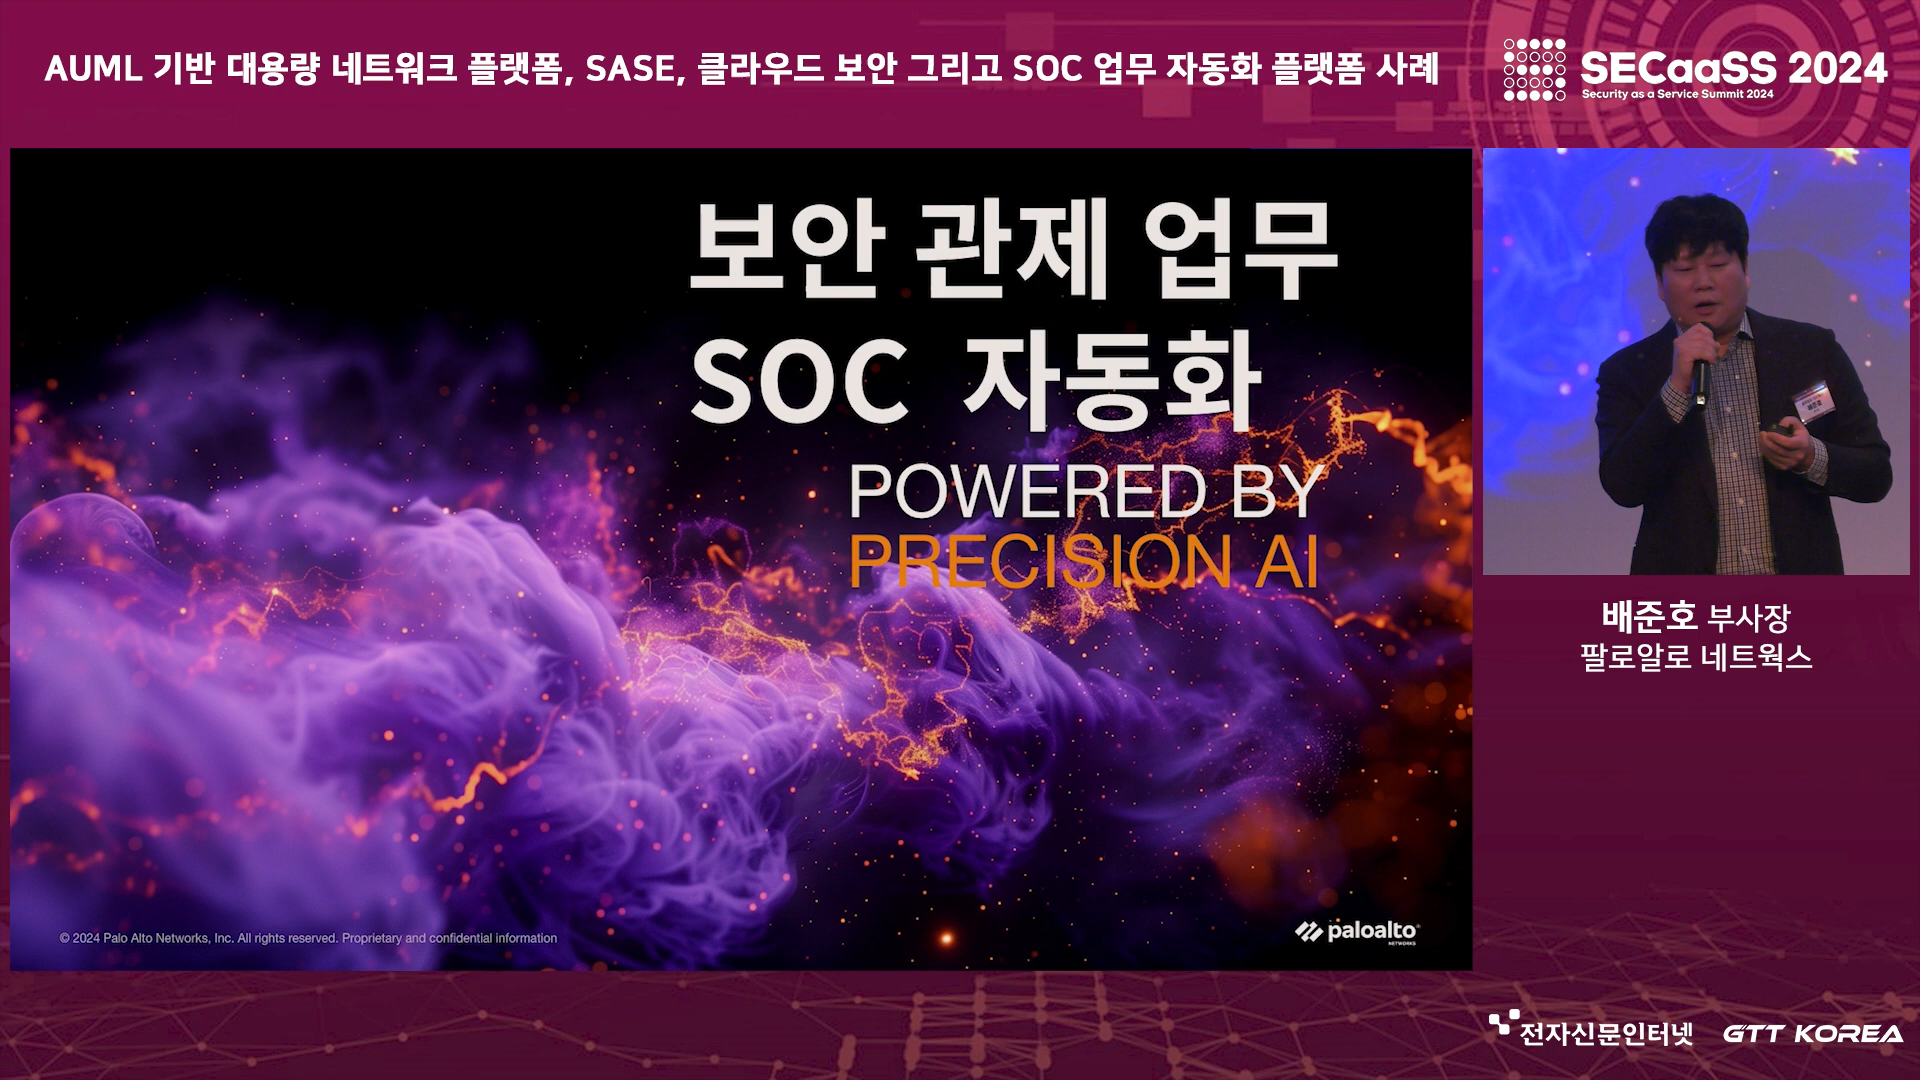 AUML 기반 대용량 네트워크 플랫폼, SASE, 클라우드 보안 그리고 SOC 업무 자동화 플랫폼 사례
SECaaSS 2024
Security as a Service Summit 2024
보안 관제 업무
SOC 자동화
POWERED BY
PRECISION AI
© 2024 Palo Alto Networks, Inc. All rights reserved. Proprietary and confidential information
paloalto
NETWORKS
배준호
배준호 부사장
팔로알로 네트웍스
전자신문인터넷 GTT KOREA